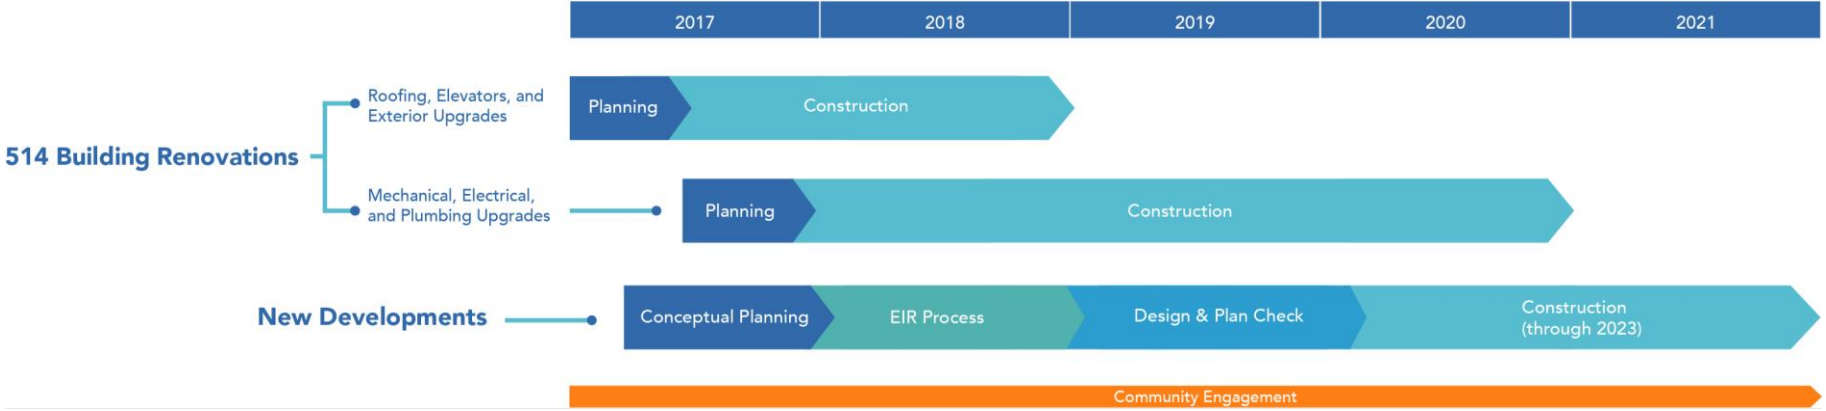 2017 2018 2019 2020 2021
Roofing, Elevators, and
Exterior Upgrades
Planning
Construction
514 Building Renovations
Mechanical, Electrical,
and Plumbing Upgrades
Planning
Construction
New Developments
Conceptual Planning
EIR Process
Design & Plan Check
Construction
(through 2023)
Community Engagement